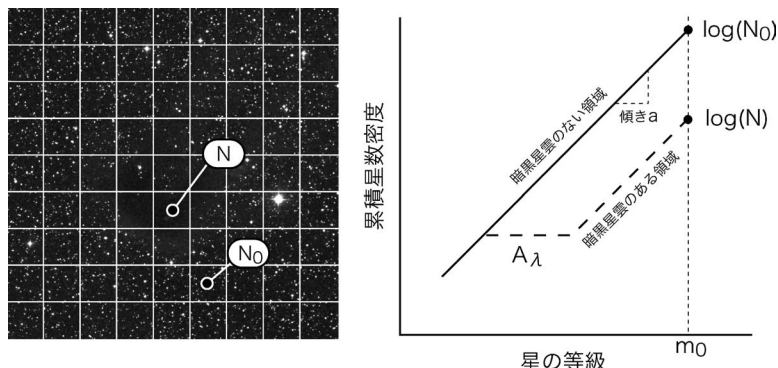 N
N₀
累積星数密度
log(N₀)
暗黒星雲のない領域
傾きa
log(N)
暗黒星雲のある領域
Aλ
m₀
星の等級